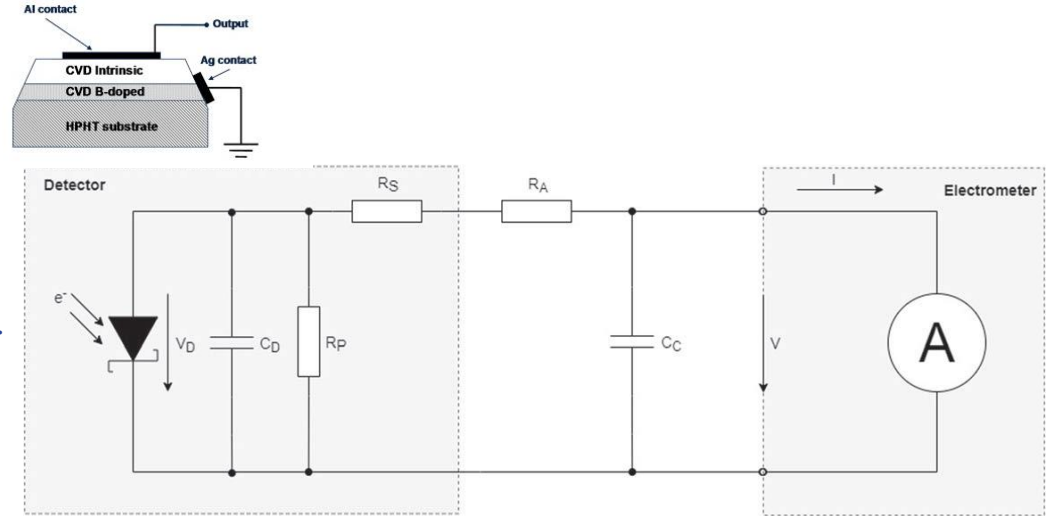 Al contact
Output
Ag contact
CVD Intrinsic
CVD B-doped
HPHT substrate
Detector
RS
RA
I
Electrometer
e-
VD
CD
RP
CC
V
A